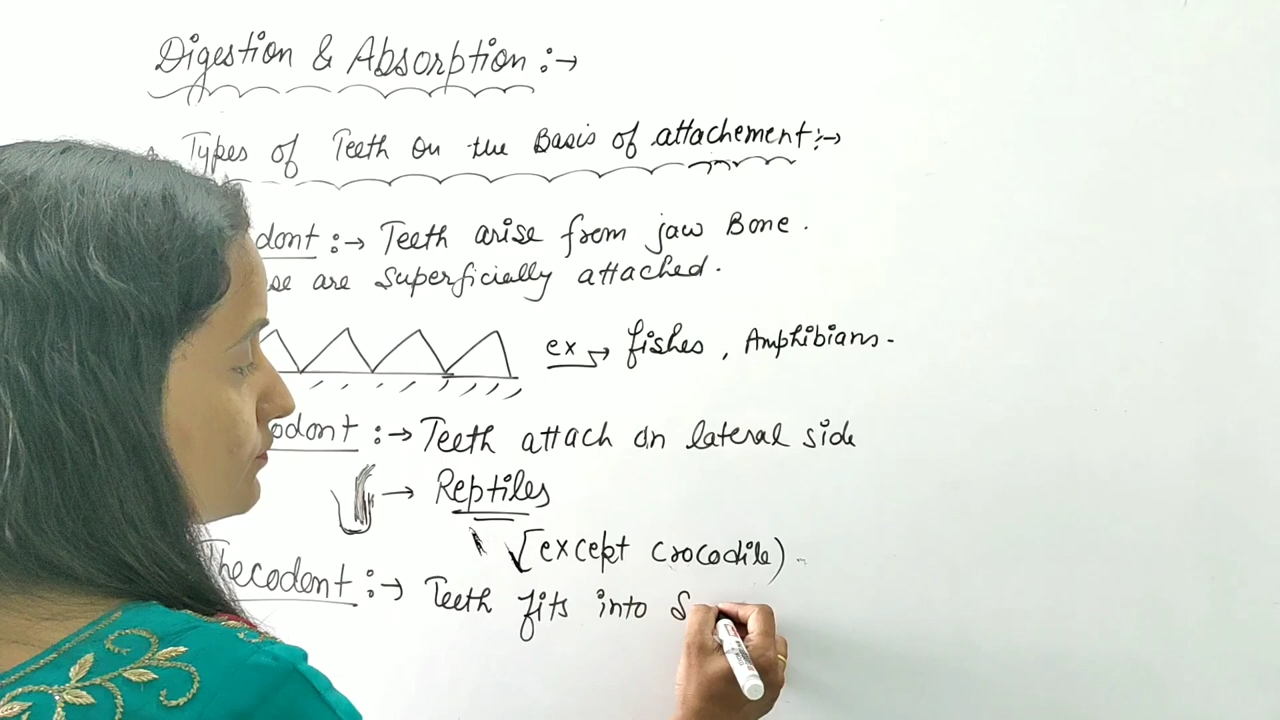 Digestion & Absorption :→
Types of Teeth on the Basis of attachement :→
dont :→ Teeth arise from jaw Bone.
se are superficially attached.
ex → fishes, Amphibians.
odont :→ Teeth attach on lateral side
→ Reptiles
(except crocodile).
Thecodont :→ Teeth fits into S